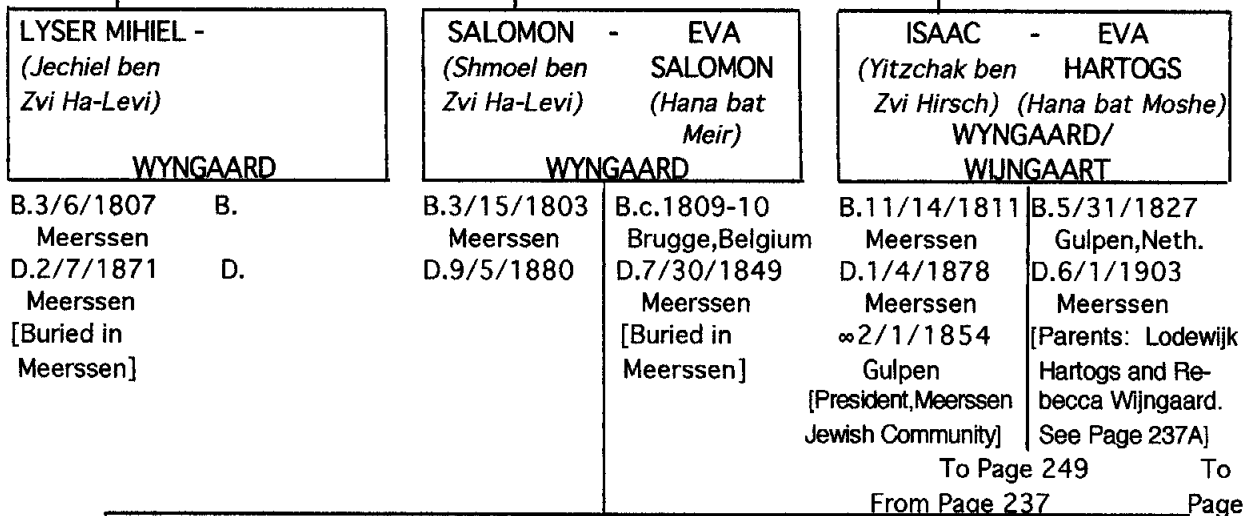 LYSER MIHIEL -
(Jechiel ben
Zvi Ha-Levi)
WYNGAARD
B.3/6/1807 B.
Meerssen
D.2/7/1871 D.
Meerssen
[Buried in
Meerssen]
SALOMON - EVA
(Shmoel ben SALOMON
Zvi Ha-Levi) (Hana bat
Meir)
WYNGAARD
B.3/15/1803 B.c.1809-10
Meerssen Brugge,Belgium
D.9/5/1880 D.7/30/1849
Meerssen
[Buried in
Meerssen]
ISAAC - EVA
(Yitzchak ben HARTOGS
Zvi Hirsch) (Hana bat Moshe)
WYNGAARD/
WIJNGAART
B.11/14/1811 B.5/31/1827
Meerssen Gulpen,Neth.
D.1/4/1878 D.6/1/1903
Meerssen Meerssen
∞2/1/1854 [Parents: Lodewijk
Gulpen Hartogs and Re-
[President,Meerssen becca Wijngaard.
Jewish Community] See Page 237A]
To Page 249 To
From Page 237 Page